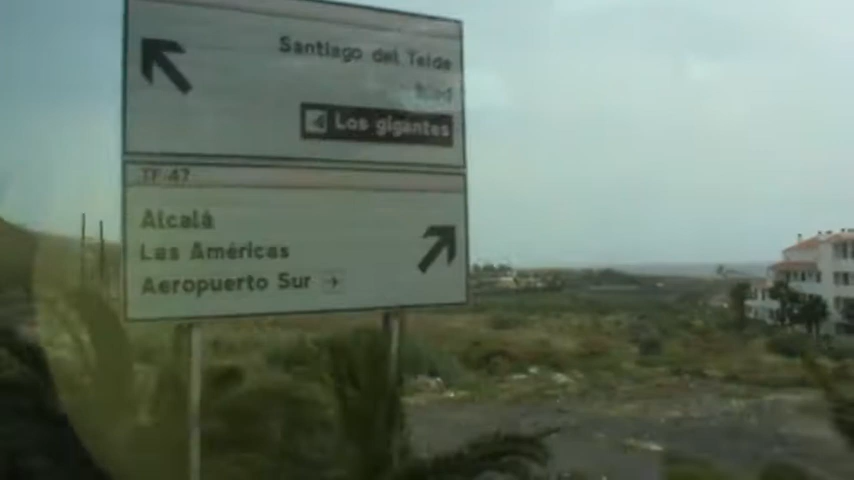 Santiago del Teide
Los gigantes
TF-47
Alcalá
Las Américas
Aeropuerto Sur